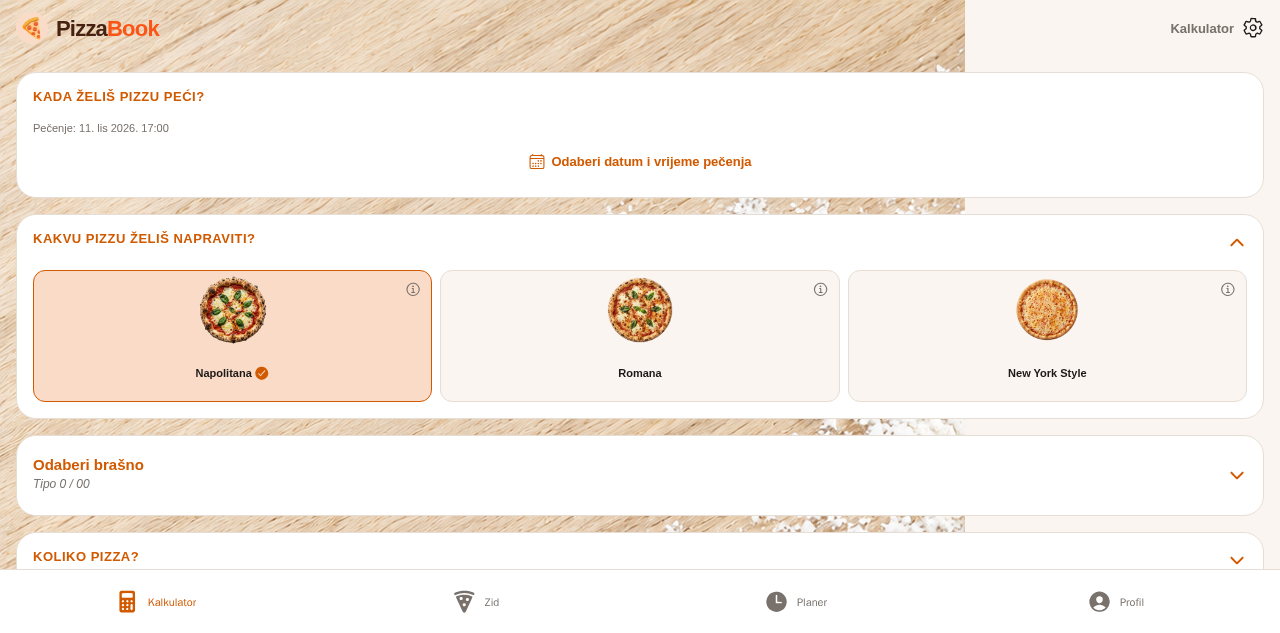 PizzaBook
Kalkulator
KADA ŽELIŠ PIZZU PEĆI?
Pečenje: 11. lis 2026. 17:00
Odaberi datum i vrijeme pečenja
KAKVU PIZZU ŽELIŠ NAPRAVITI?
Napolitana
Romana
New York Style
Odaberi brašno
Tipo 0 / 00
KOLIKO PIZZA?
Kalkulator
Zid
Planer
Profil